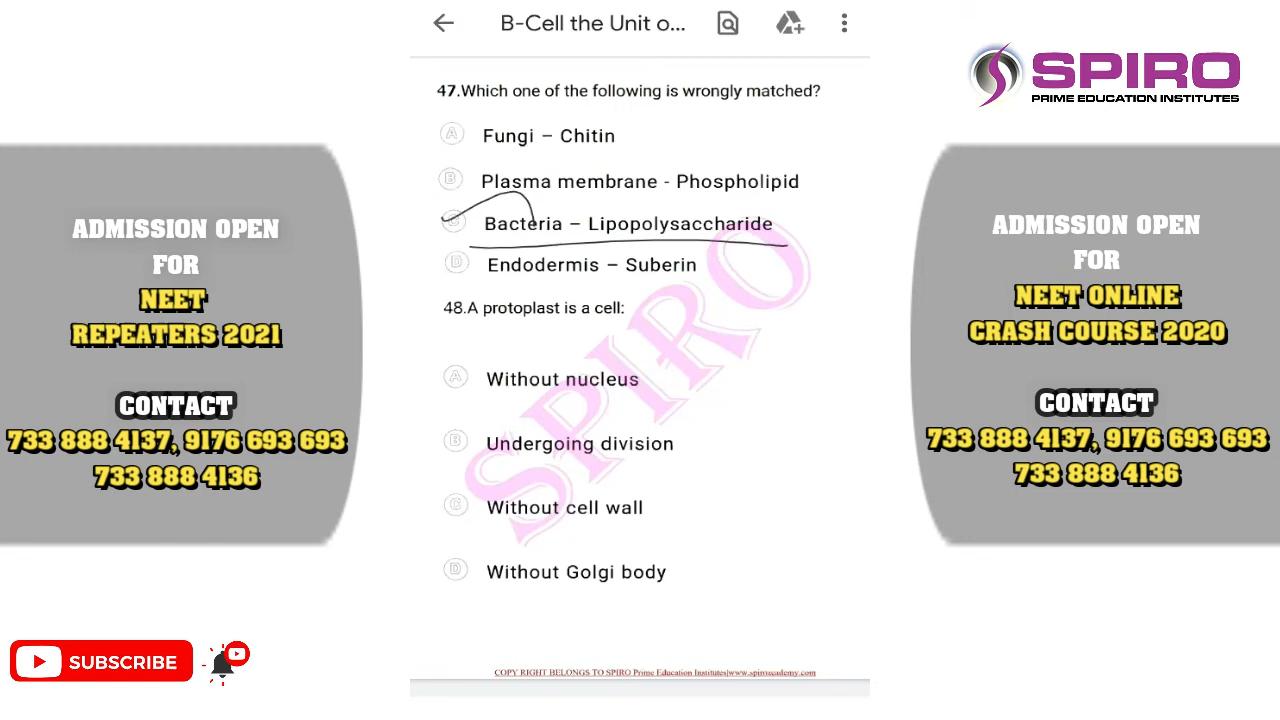 B-Cell the Unit o...
SPIRO
PRIME EDUCATION INSTITUTES
47.Which one of the following is wrongly matched?
A Fungi – Chitin
B Plasma membrane - Phospholipid
C Bacteria – Lipopolysaccharide
D Endodermis – Suberin
48.A protoplast is a cell:
A Without nucleus
B Undergoing division
C Without cell wall
D Without Golgi body
SPIRO
COPY RIGHT BELONGS TO SPIRO Prime Education Institutes|www.spiroacademy.com
ADMISSION OPEN
FOR
NEET
REPEATERS 2021
CONTACT
733 888 4137, 9176 693 693
733 888 4136
ADMISSION OPEN
FOR
NEET ONLINE
CRASH COURSE 2020
CONTACT
733 888 4137, 9176 693 693
733 888 4136
SUBSCRIBE